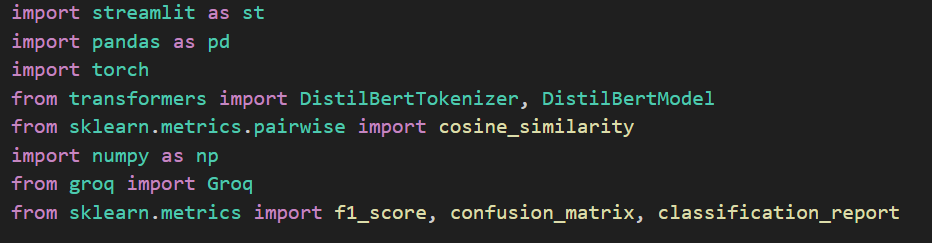 import streamlit as st
import pandas as pd
import torch
from transformers import DistilBertTokenizer, DistilBertModel
from sklearn.metrics.pairwise import cosine_similarity
import numpy as np
from groq import Groq
from sklearn.metrics import f1_score, confusion_matrix, classification_report